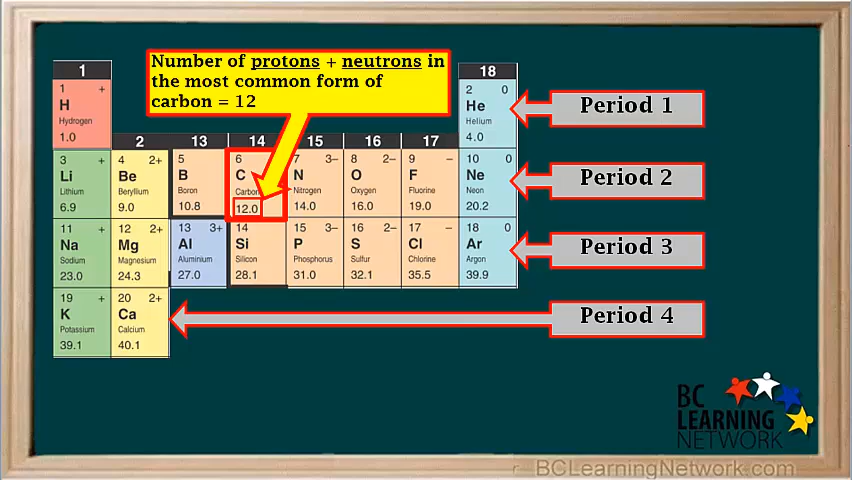 Number of protons + neutrons in
the most common form of
carbon = 12
1
18
1 +
H
Hydrogen
1.0
2 0
He
Helium
4.0
Period 1
2 13 14 15 16 17
3 + 4 2+ 5 6 7 3– 8 2– 9 – 10 0
Li Be B C N O F Ne
Lithium Beryllium Boron Carbon Nitrogen Oxygen Fluorine Neon
6.9 9.0 10.8 12.0 14.0 16.0 19.0 20.2
Period 2
11 + 12 2+ 13 3+ 14 15 3– 16 2– 17 – 18 0
Na Mg Al Si P S Cl Ar
Sodium Magnesium Aluminium Silicon Phosphorus Sulfur Chlorine Argon
23.0 24.3 27.0 28.1 31.0 32.1 35.5 39.9
Period 3
19 + 20 2+
K Ca
Potassium Calcium
39.1 40.1
Period 4
BC
LEARNING
NETWORK
BCLearningNetwork.com